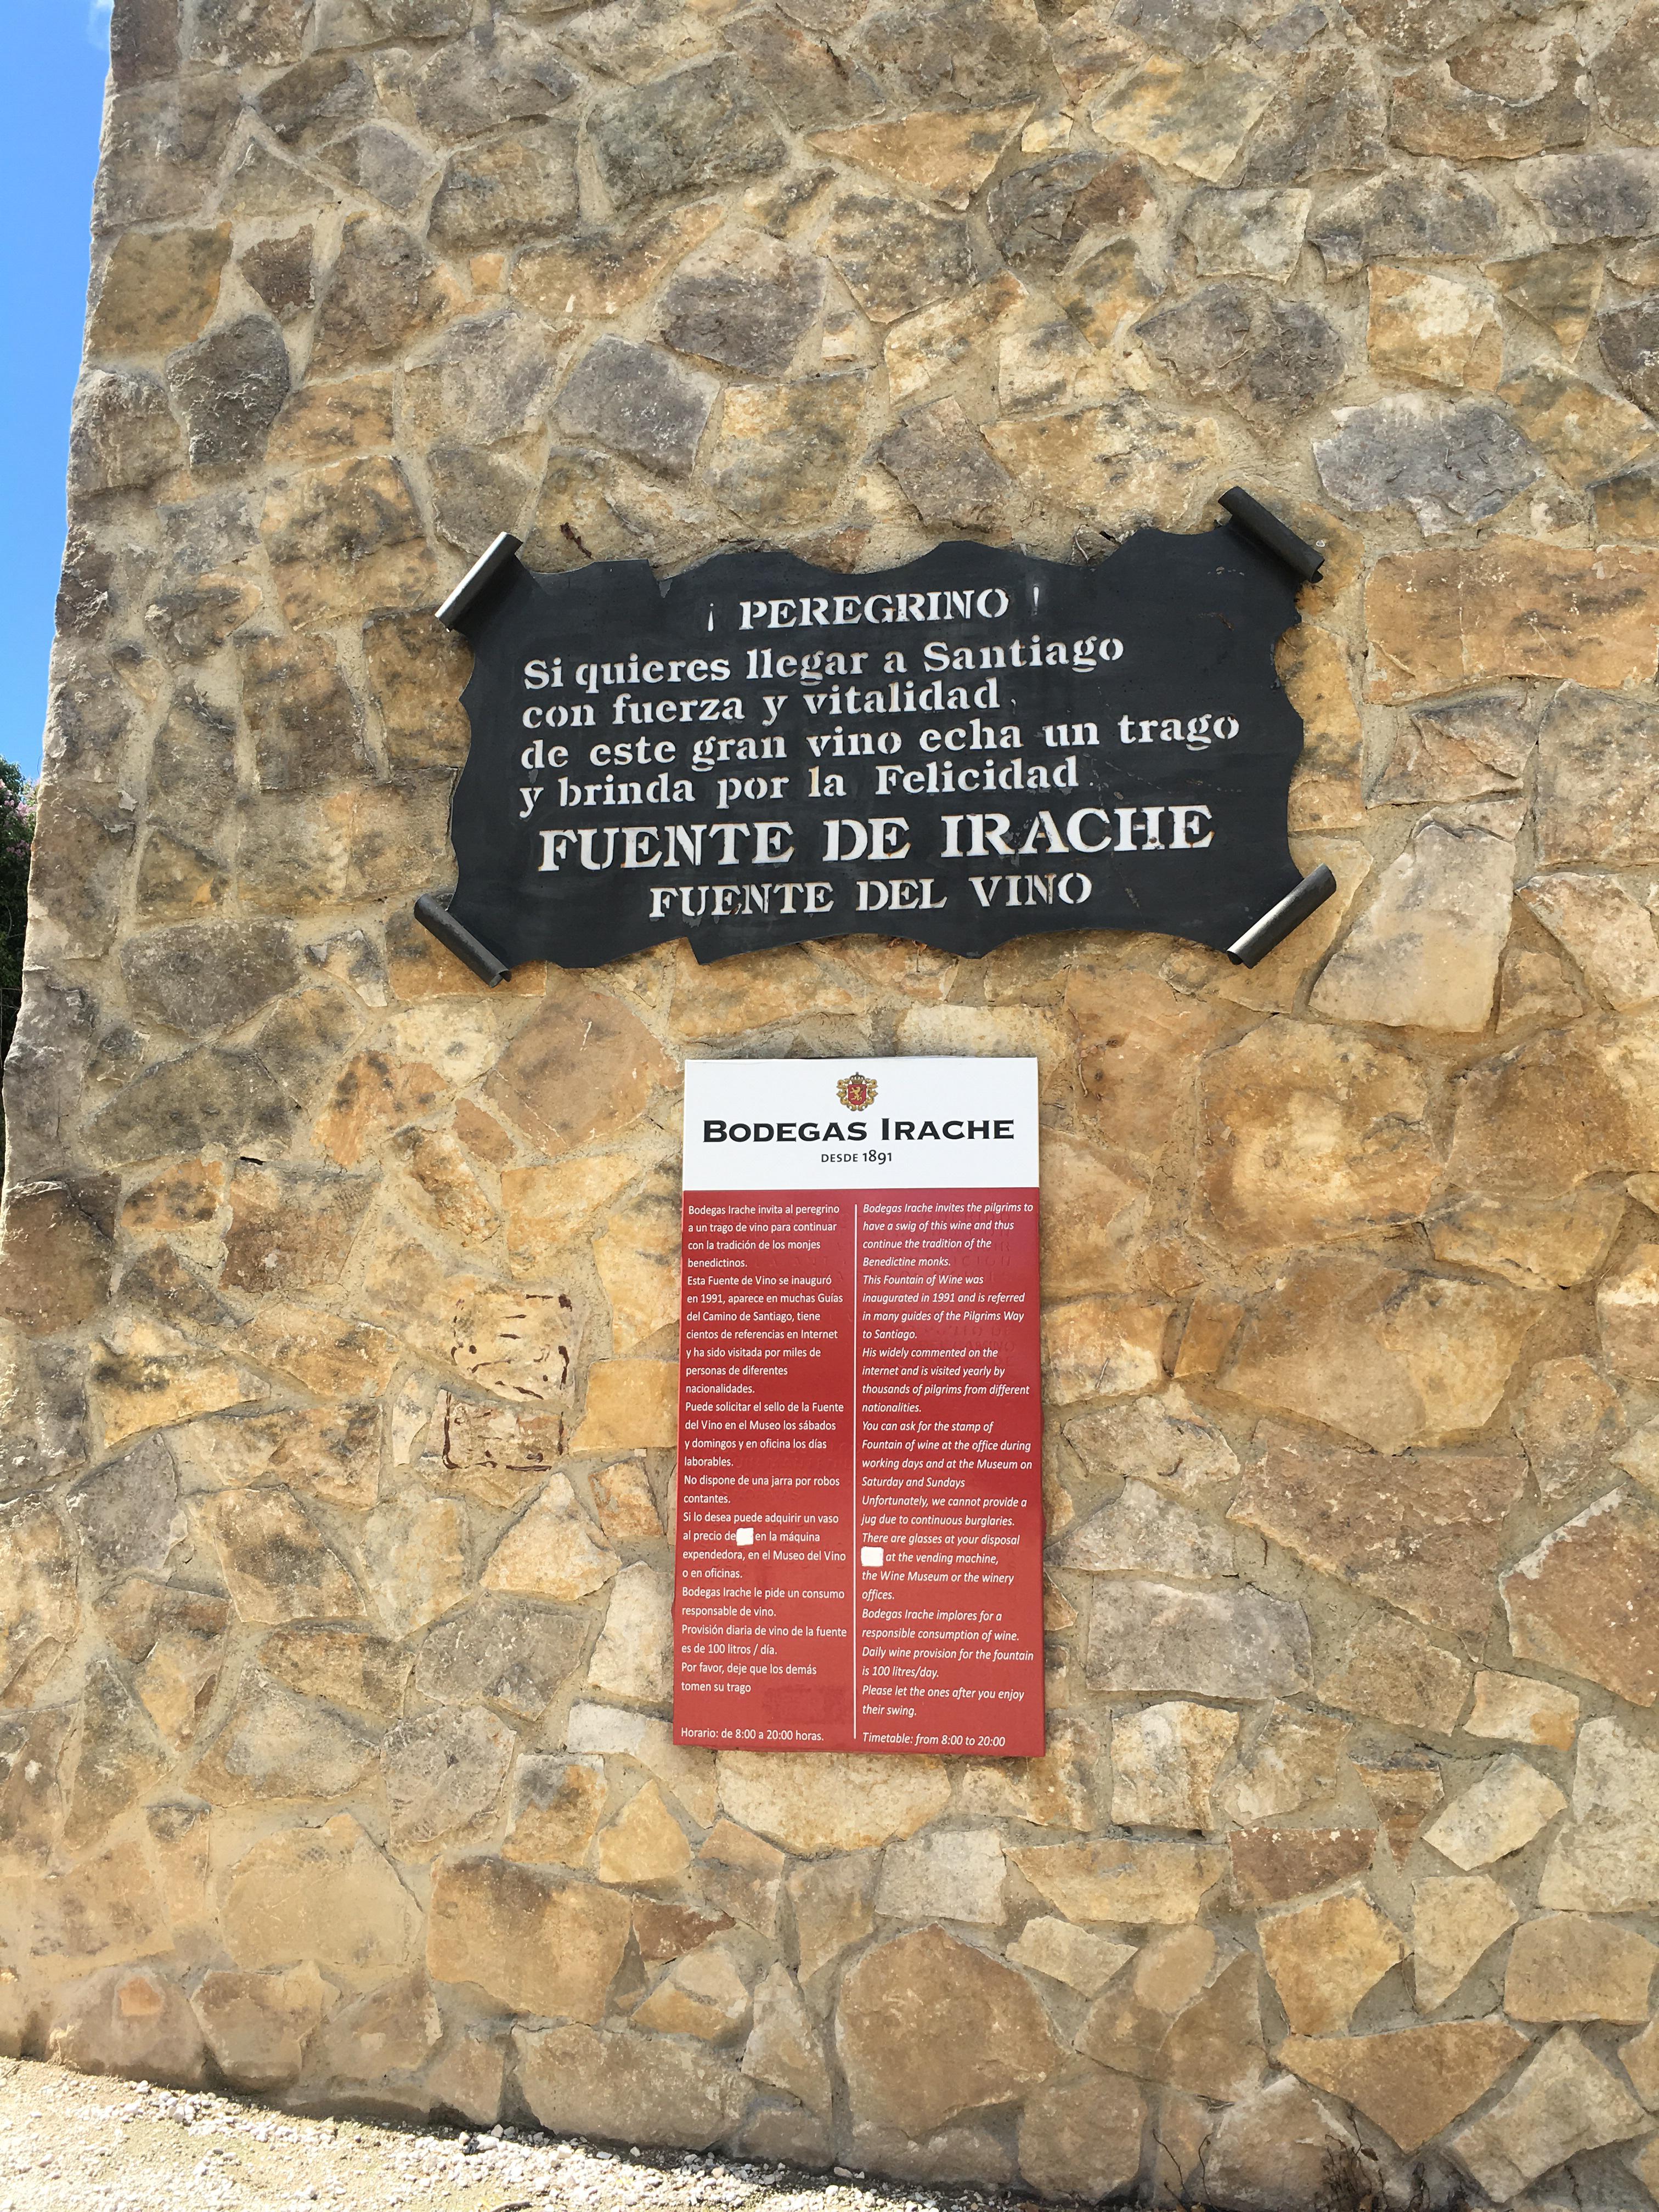 ¡ PEREGRINO !
Si quieres llegar a Santiago
con fuerza y vitalidad,
de este gran vino echa un trago
y brinda por la Felicidad.
FUENTE DE IRACHE
FUENTE DEL VINO
BODEGAS IRACHE
DESDE 1891
Bodegas Irache invita al peregrino
a un trago de vino para continuar
con la tradición de los monjes
benedictinos.
Esta Fuente de Vino se inauguró
en 1991, aparece en muchas Guías
del Camino de Santiago, tiene
cientos de referencias en Internet
y ha sido visitada por miles de
personas de diferentes
nacionalidades.
Puede solicitar el sello de la Fuente
del Vino en el Museo los sábados
y domingos y en oficina los días
laborables.
No dispone de una jarra por robos
contantes.
Si lo desea puede adquirir un vaso
al precio de en la máquina
expendedora, en el Museo del Vino
o en oficinas.
Bodegas Irache le pide un consumo
responsable de vino.
Provisión diaria de vino de la fuente
es de 100 litros / día.
Por favor, deje que los demás
tomen su trago
Horario: de 8:00 a 20:00 horas.
Bodegas Irache invites the pilgrims to
have a swig of this wine and thus
continue the tradition of the
Benedictine monks.
This Fountain of Wine was
inaugurated in 1991 and is referred
in many guides of the Pilgrims Way
to Santiago.
His widely commented on the
internet and is visited yearly by
thousands of pilgrims from different
nationalities.
You can ask for the stamp of
Fountain of wine at the office during
working days and at the Museum on
Saturday and Sundays
Unfortunately, we cannot provide a
jug due to continuous burglaries.
There are glasses at your disposal
at the vending machine,
the Wine Museum or the winery
offices.
Bodegas Irache implores for a
responsible consumption of wine.
Daily wine provision for the fountain
is 100 litres/day.
Please let the ones after you enjoy
their swing.
Timetable: from 8:00 to 20:00